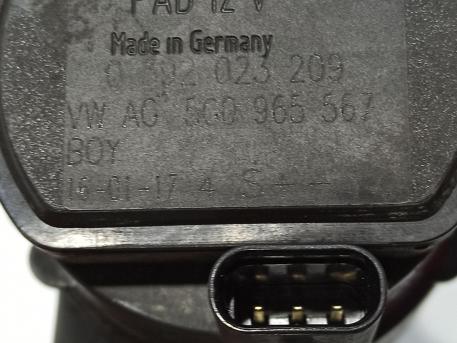 PAD 12 V
Made in Germany
0 392 023 209
VW AG 5G0 965 567
BOY
16-01-17 4 S + -